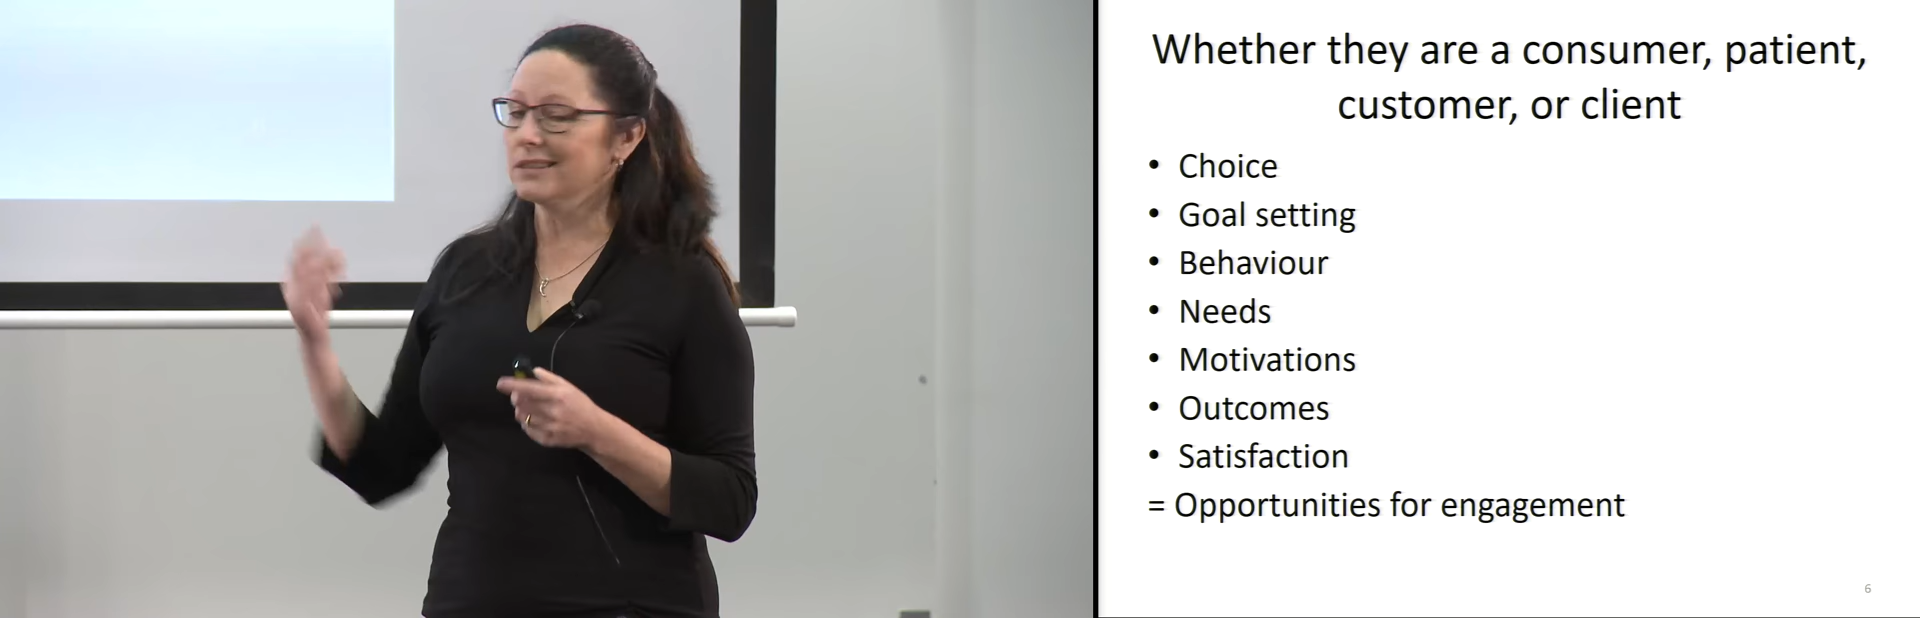 Whether they are a consumer, patient,
customer, or client
• Choice
• Goal setting
• Behaviour
• Needs
• Motivations
• Outcomes
• Satisfaction
= Opportunities for engagement
6